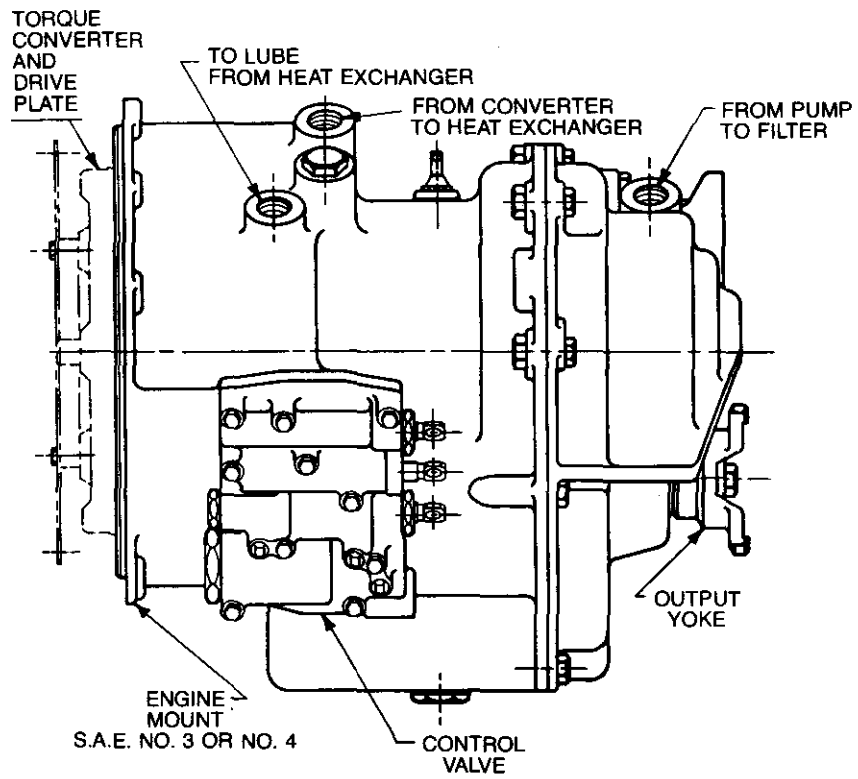 TORQUE
CONVERTER
AND
DRIVE
PLATE
TO LUBE
FROM HEAT EXCHANGER
FROM CONVERTER
TO HEAT EXCHANGER
FROM PUMP
TO FILTER
OUTPUT
YOKE
ENGINE
MOUNT
S.A.E. NO. 3 OR NO. 4
CONTROL
VALVE